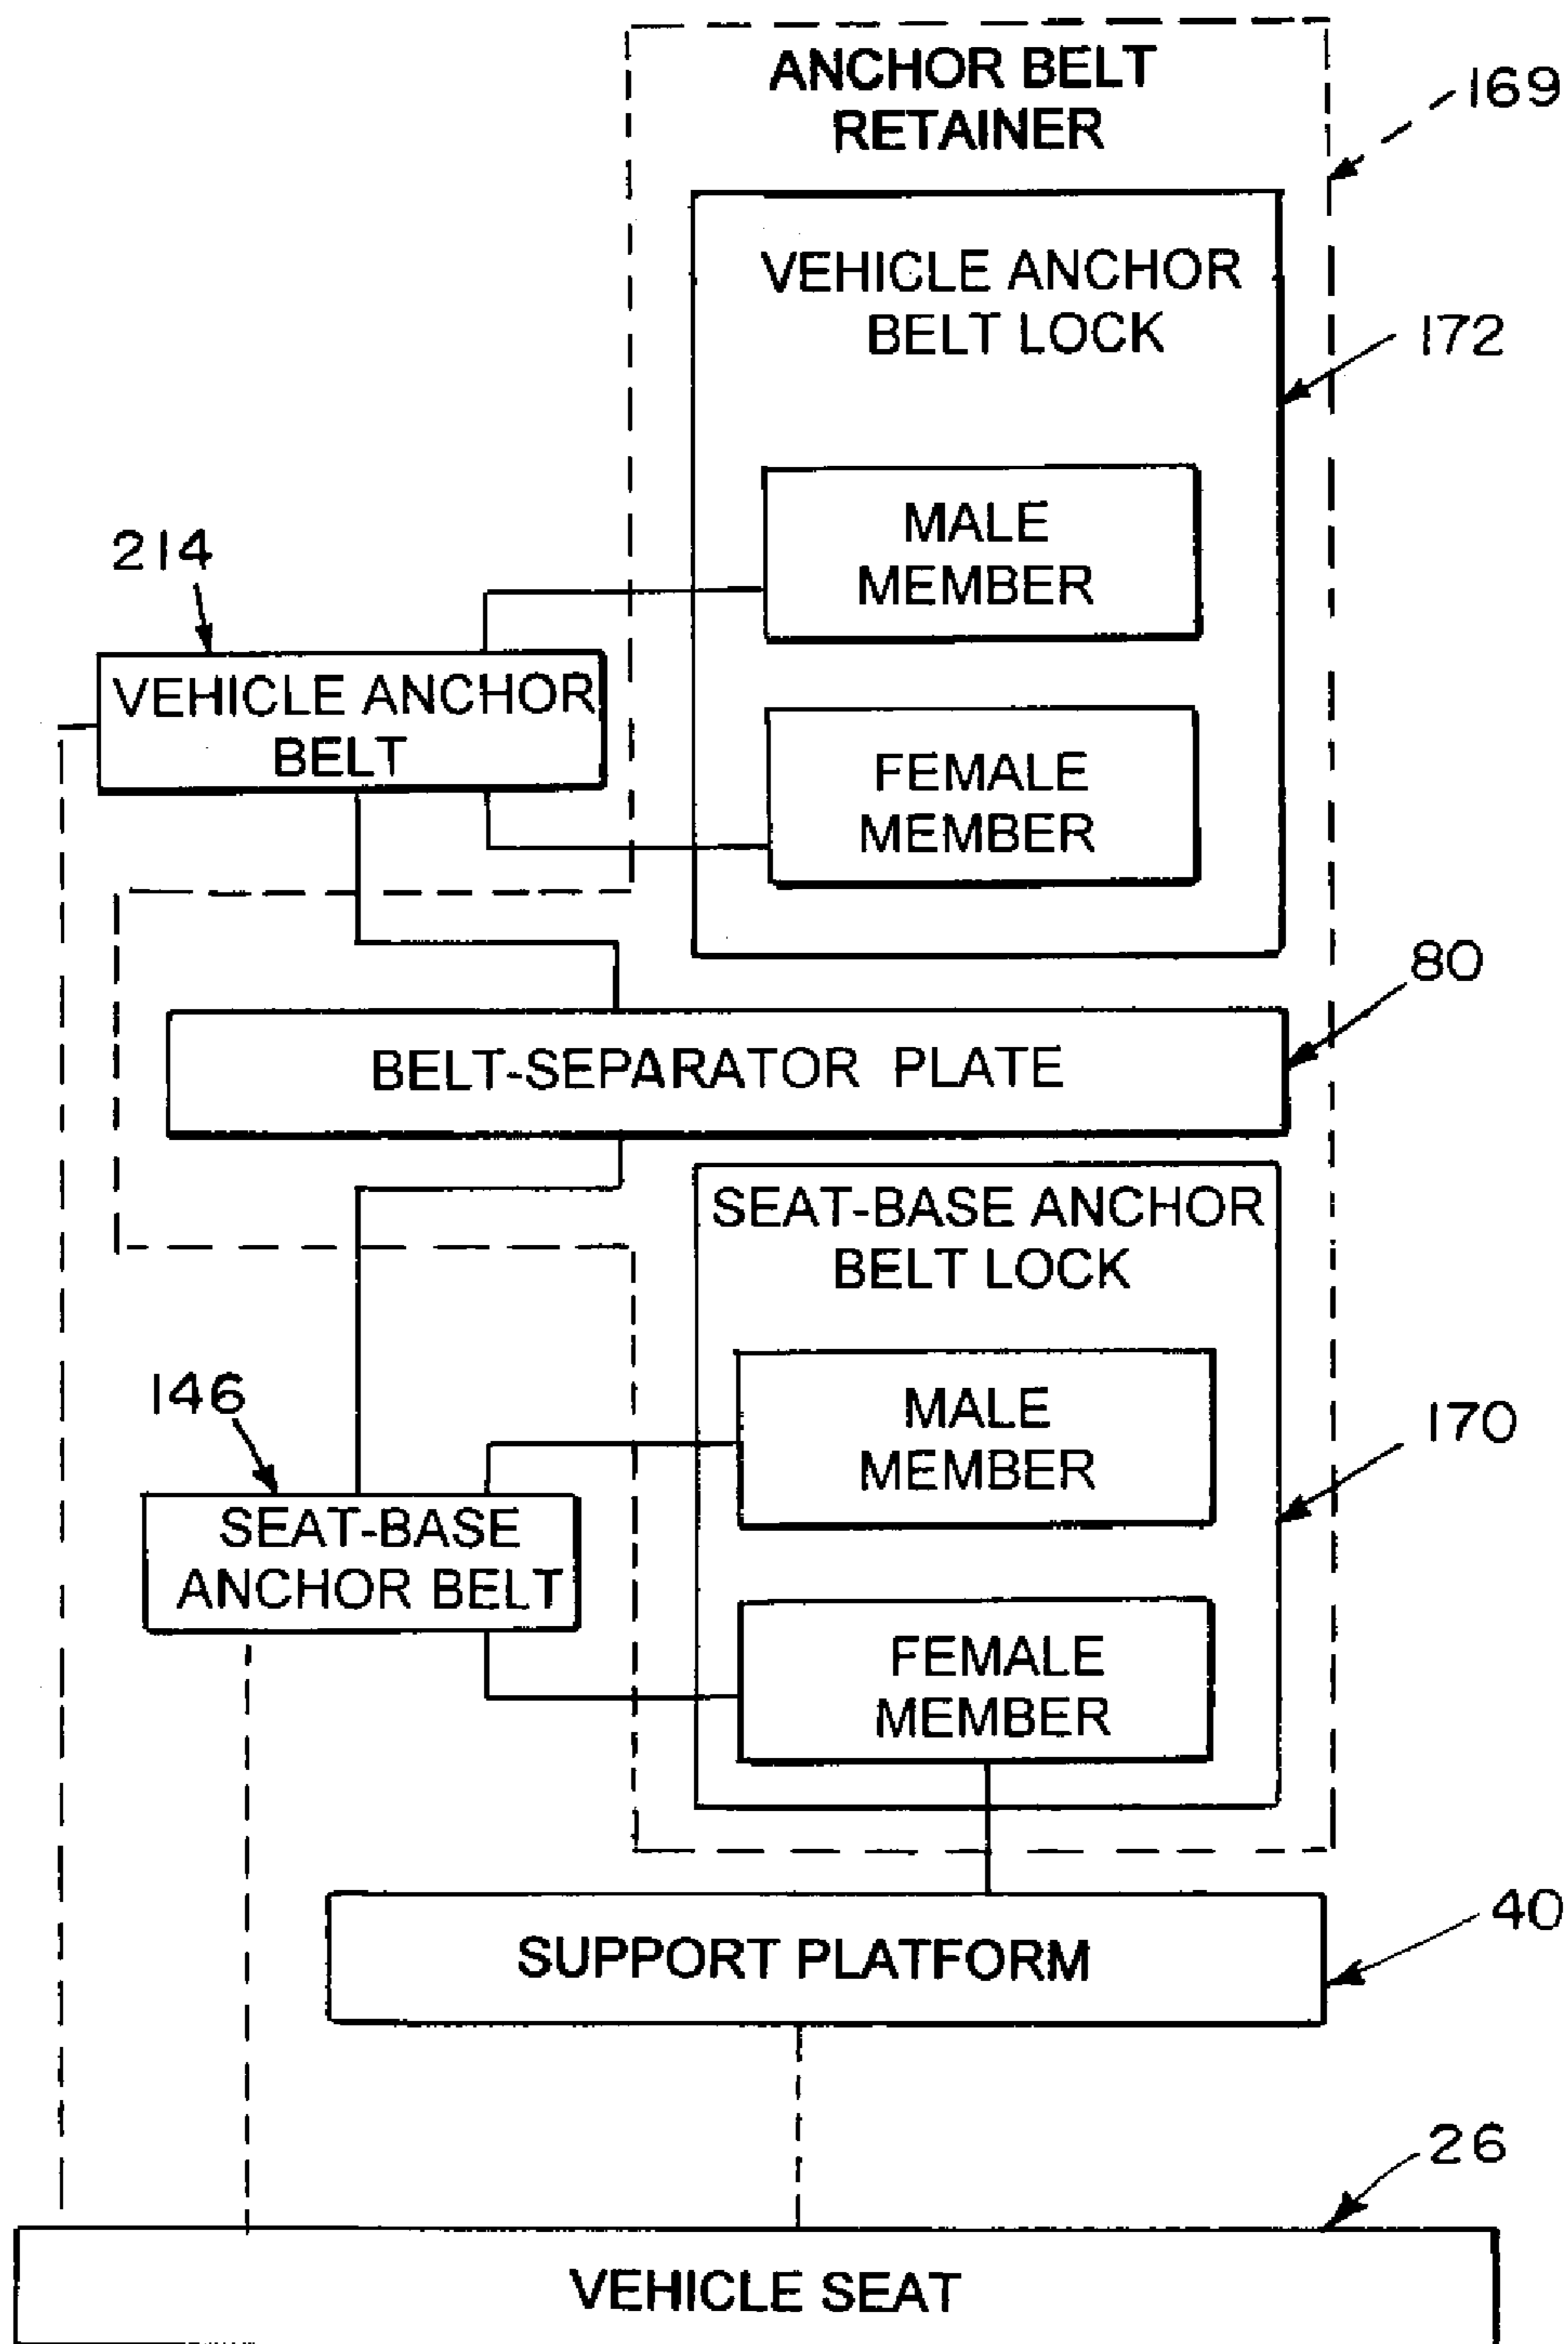 ANCHOR BELT
RETAINER
169
VEHICLE ANCHOR
BELT LOCK
172
MALE
MEMBER
214
VEHICLE ANCHOR
BELT
FEMALE
MEMBER
80
BELT-SEPARATOR PLATE
SEAT-BASE ANCHOR
BELT LOCK
146
MALE
MEMBER
170
SEAT-BASE
ANCHOR BELT
FEMALE
MEMBER
40
SUPPORT PLATFORM
26
VEHICLE SEAT